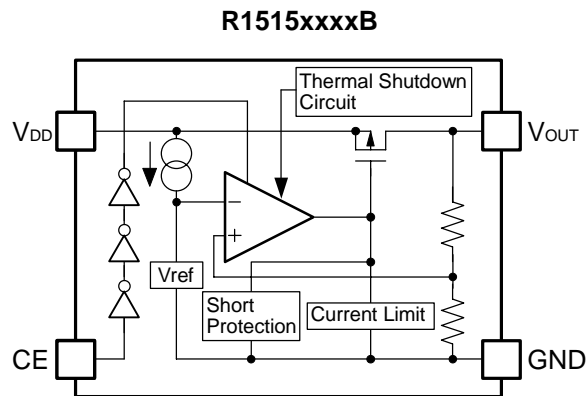 R1515xxxxB
Thermal Shutdown
Circuit
VDD
VOUT
−
+
Vref
Short
Protection
Current Limit
CE
GND